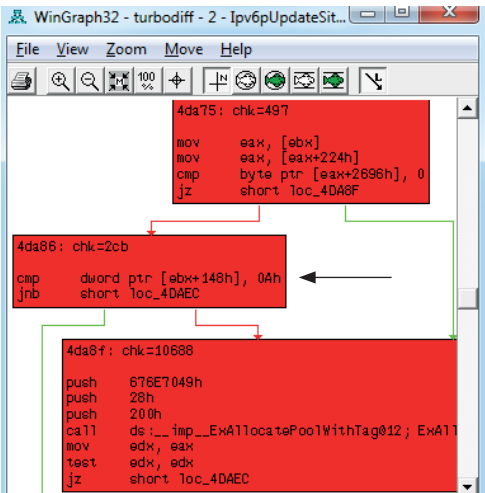 WinGraph32 - turbodiff - 2 - Ipv6pUpdateSit...
File View Zoom Move Help
100
%
N
4da75: chk=497
mov eax, [ebx]
mov eax, [eax+224h]
cmp byte ptr [eax+2696h], 0
jz short loc_4DA8F
4da86: chk=2cb
cmp dword ptr [ebx+148h], 0Ah
jnb short loc_4DAEC
4da8f: chk=10688
push 676E7049h
push 28h
push 200h
call ds:__imp__ExAllocatePoolWithTag@12; ExAll
mov edx, eax
test edx, edx
jz short loc_4DAEC